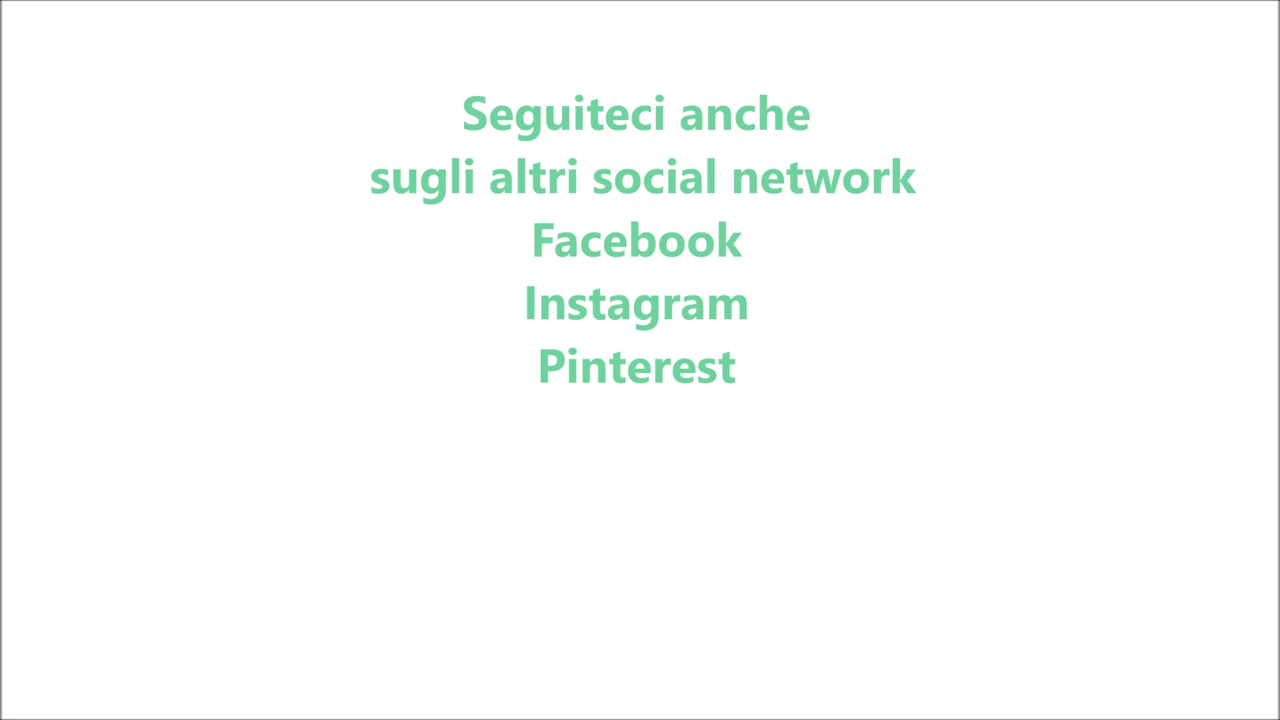 Seguiteci anche
sugli altri social network
Facebook
Instagram
Pinterest